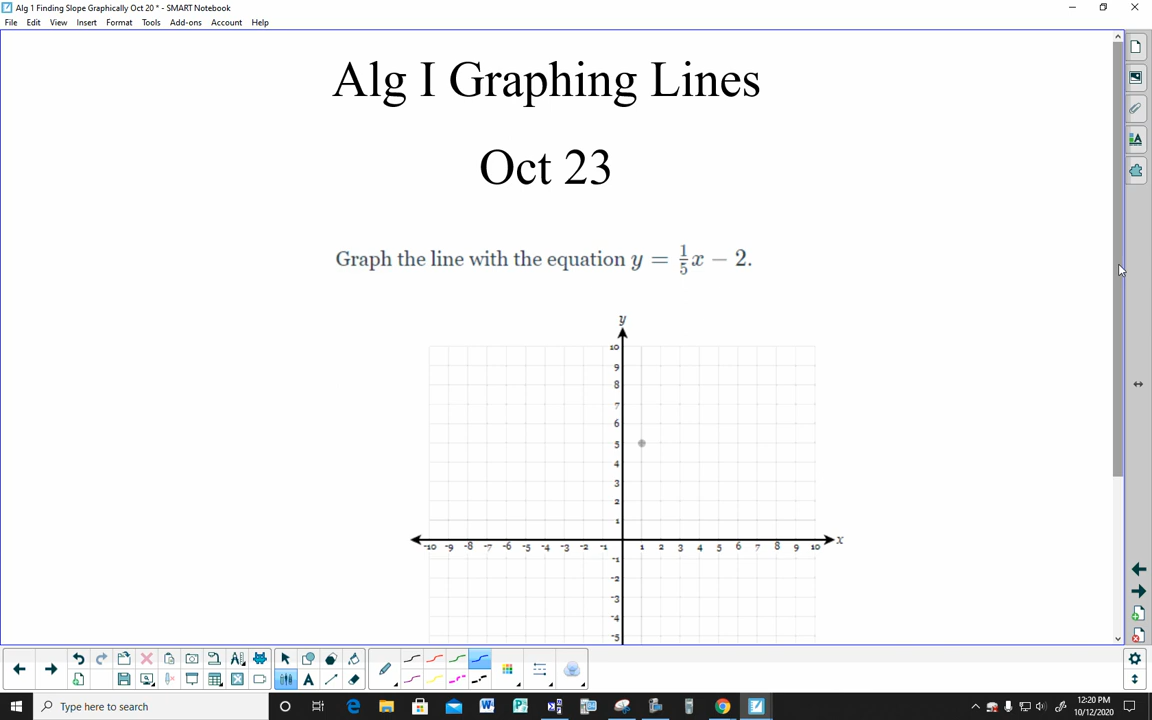 Alg 1 Finding Slope Graphically Oct 20 * - SMART Notebook
File Edit View Insert Format Tools Add-ons Account Help
Alg I Graphing Lines
Oct 23
Graph the line with the equation y = 1/5 x − 2.
y
10
9
8
7
6
5
4
3
2
1
-10 -9 -8 -7 -6 -5 -4 -3 -2 -1 1 2 3 4 5 6 7 8 9 10 x
-1
-2
-3
-4
-5
Type here to search
12:20 PM
10/12/2020